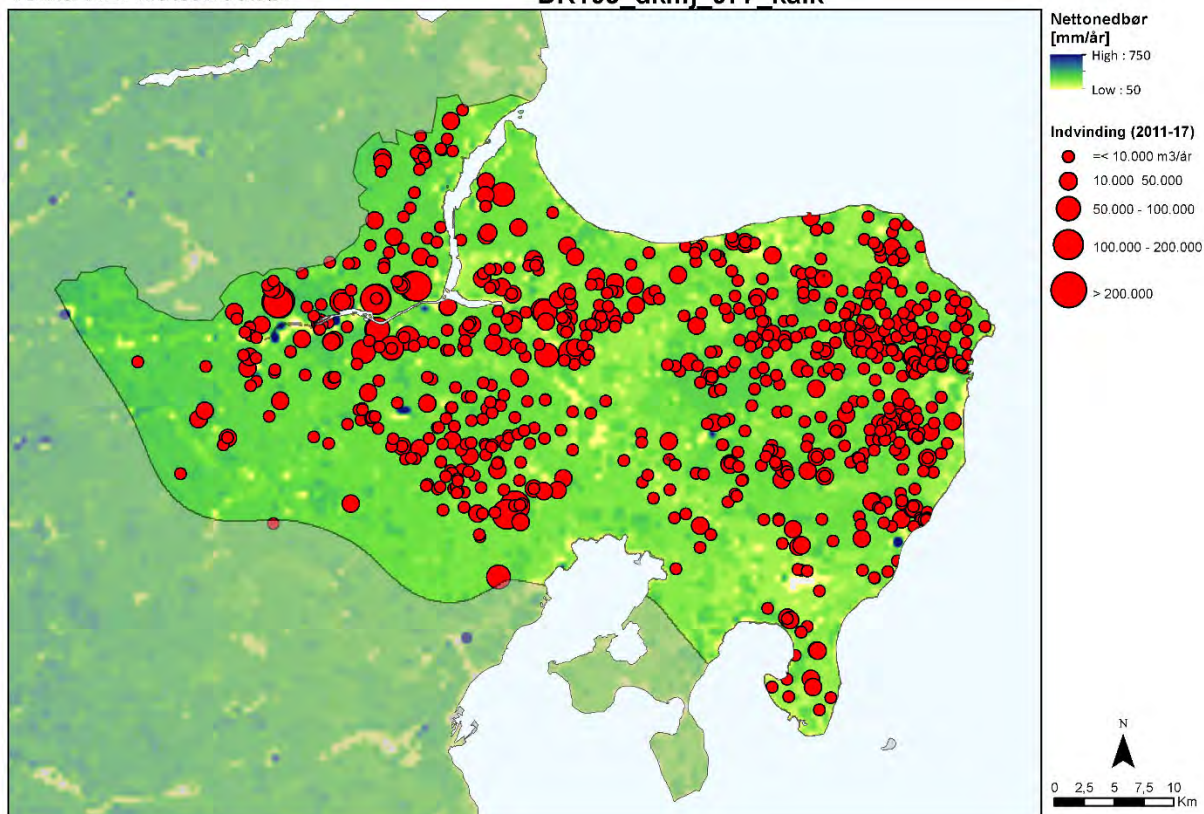 Nettonedbør
[mm/år]
High : 750
Low : 50
Indvinding (2011-17)
=< 10.000 m3/år
10.000 50.000
50.000 - 100.000
100.000 - 200.000
> 200.000
N
0 2,5 5 7,5 10
Km